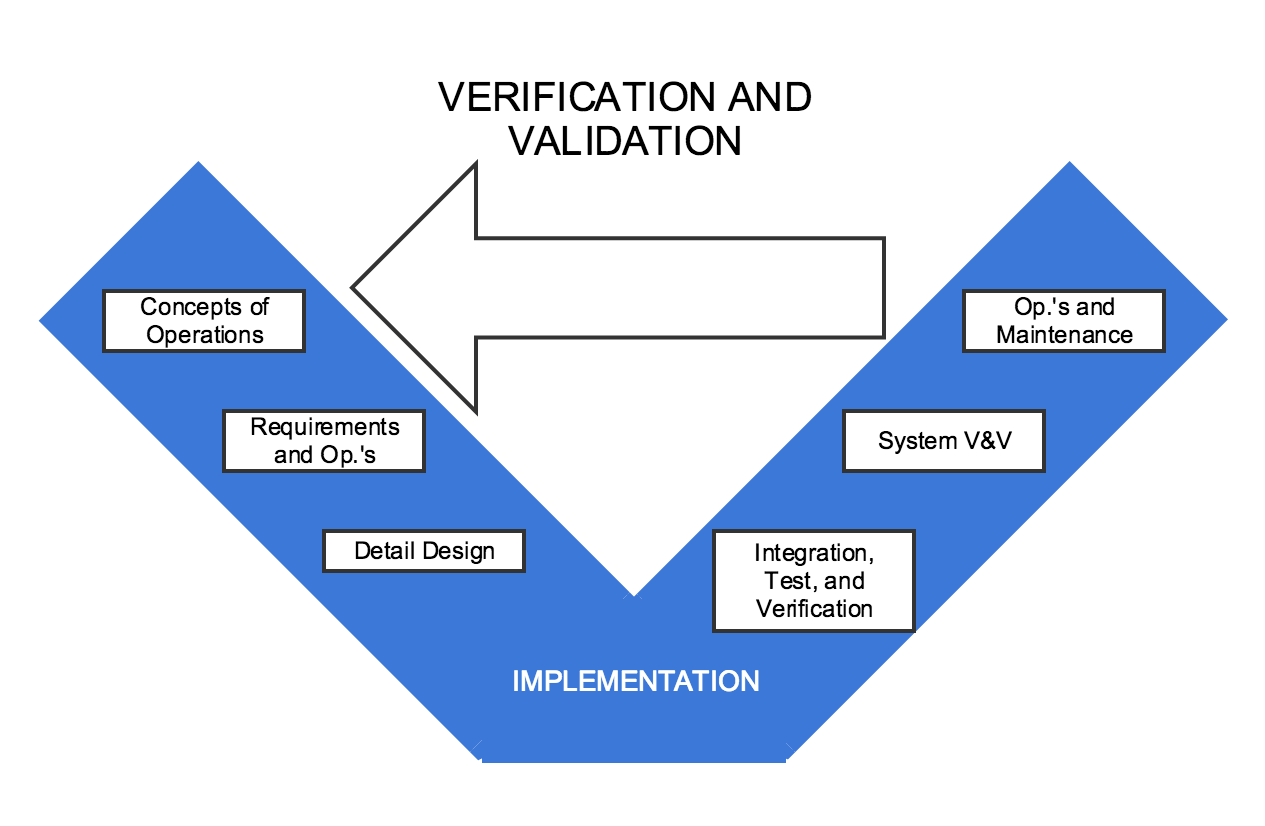 VERIFICATION AND
VALIDATION
Concepts of
Operations
Op.'s and
Maintenance
Requirements
and Op.'s
System V&V
Detail Design
Integration,
Test, and
Verification
IMPLEMENTATION